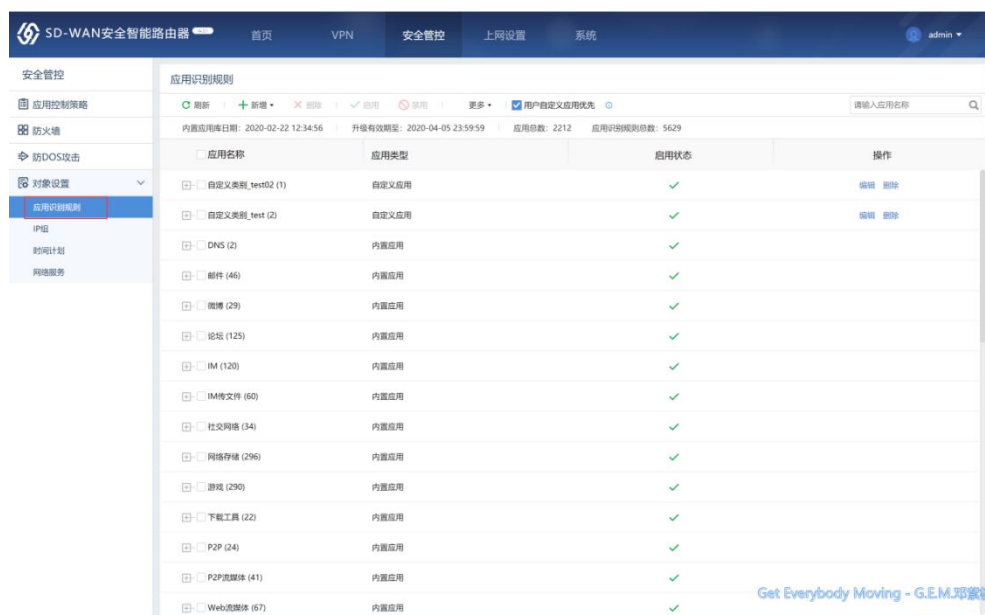 SD-WAN安全智能路由器
首页 VPN 安全管控 上网设置 系统 admin
安全管控
应用控制策略
防火墙
防DOS攻击
对象设置
应用识别规则
IP组
时间计划
网络服务
应用识别规则
刷新 新增 删除 启用 禁用 更多 用户自定义应用优先 请输入应用名称
内置应用库日期：2020-02-22 12:34:56 升级有效期至：2020-04-05 23:59:59 应用总数：2212 应用识别规则总数：5629
应用名称 应用类型 启用状态 操作
自定义类别_test02 (1) 自定义应用 编辑 删除
自定义类别_test (2) 自定义应用 编辑 删除
DNS (2) 内置应用
邮件 (46) 内置应用
微博 (29) 内置应用
论坛 (125) 内置应用
IM (120) 内置应用
IM传文件 (60) 内置应用
社交网络 (34) 内置应用
网络存储 (296) 内置应用
游戏 (290) 内置应用
下载工具 (22) 内置应用
P2P (24) 内置应用
P2P流媒体 (41) 内置应用
Web流媒体 (67) 内置应用
Get Everybody Moving - G.E.M.邓紫